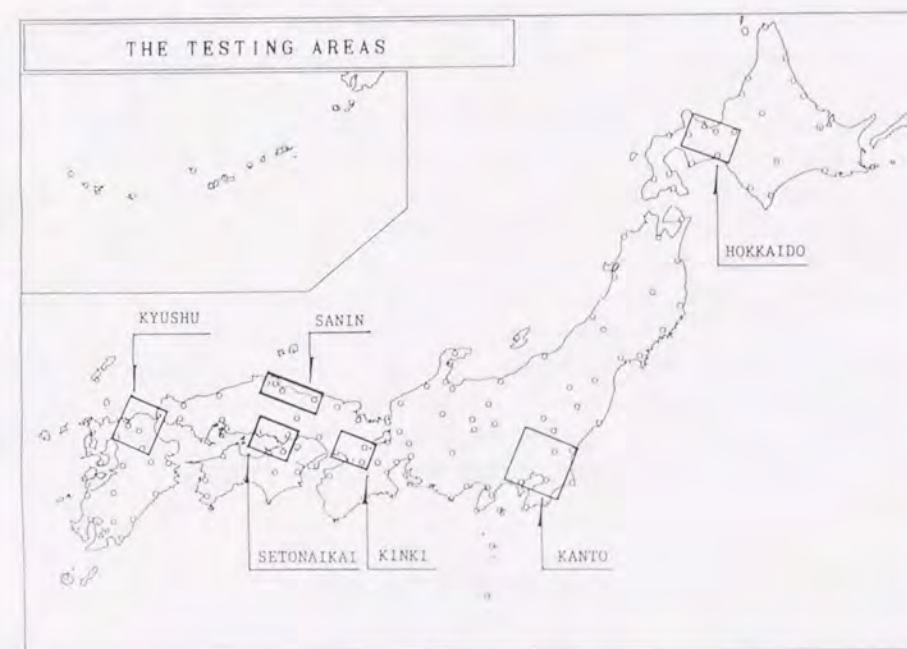 THE TESTING AREAS
HOKKAIDO
KYUSHU
SANIN
SETONAIKAI
KINKI
KANTO